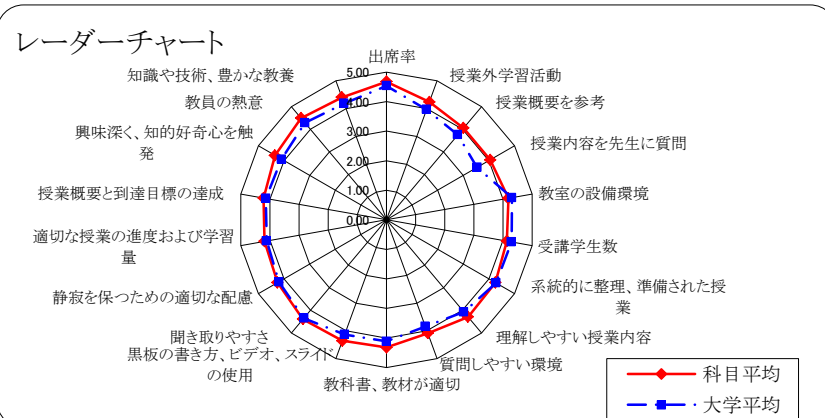 レーダーチャート
出席率
授業外学習活動
授業概要を参考
授業内容を先生に質問
教室の設備環境
受講学生数
系統的に整理、準備された授
業
理解しやすい授業内容
質問しやすい環境
教科書、教材が適切
黒板の書き方、ビデオ、スライド
の使用
聞き取りやすさ
静寂を保つための適切な配慮
適切な授業の進度および学習
量
授業概要と到達目標の達成
興味深く、知的好奇心を触
発
教員の熱意
知識や技術、豊かな教養
5.00
4.00
3.00
2.00
1.00
0.00
科目平均
大学平均